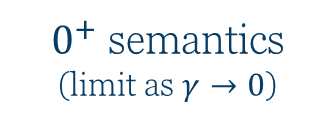 0⁺ semantics
(limit as γ → 0)